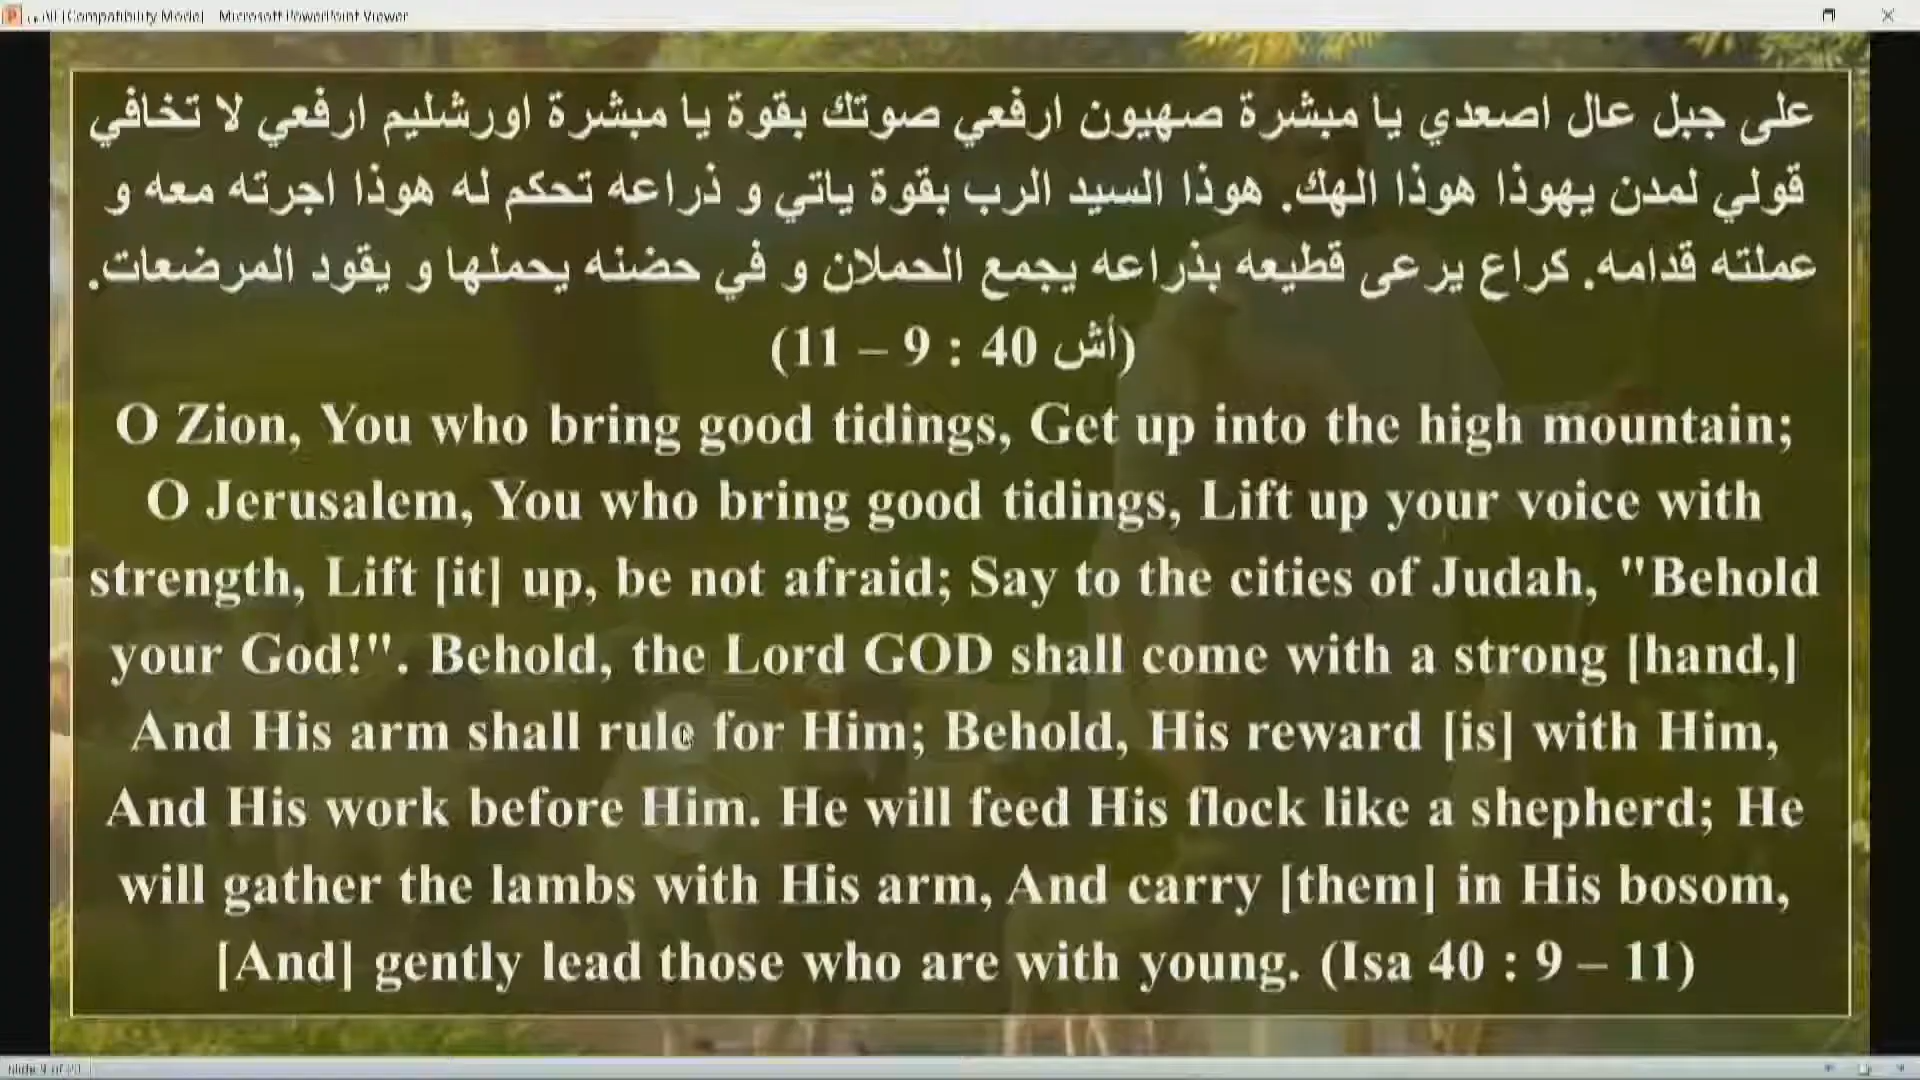 [Compatibility Mode] - Microsoft PowerPoint Viewer
على جبل عال اصعدي يا مبشرة صهيون ارفعي صوتك بقوة يا مبشرة اورشليم ارفعي لا تخافي
قولي لمدن يهوذا هوذا الهك. هوذا السيد الرب بقوة ياتي و ذراعه تحكم له هوذا اجرته معه و
عملته قدامه. كراع يرعى قطيعه بذراعه يجمع الحملان و في حضنه يحملها و يقود المرضعات.
(أش 40 : 9 – 11)
O Zion, You who bring good tidings, Get up into the high mountain;
O Jerusalem, You who bring good tidings, Lift up your voice with
strength, Lift [it] up, be not afraid; Say to the cities of Judah, "Behold
your God!". Behold, the Lord GOD shall come with a strong [hand,]
And His arm shall rule for Him; Behold, His reward [is] with Him,
And His work before Him. He will feed His flock like a shepherd; He
will gather the lambs with His arm, And carry [them] in His bosom,
[And] gently lead those who are with young. (Isa 40 : 9 – 11)